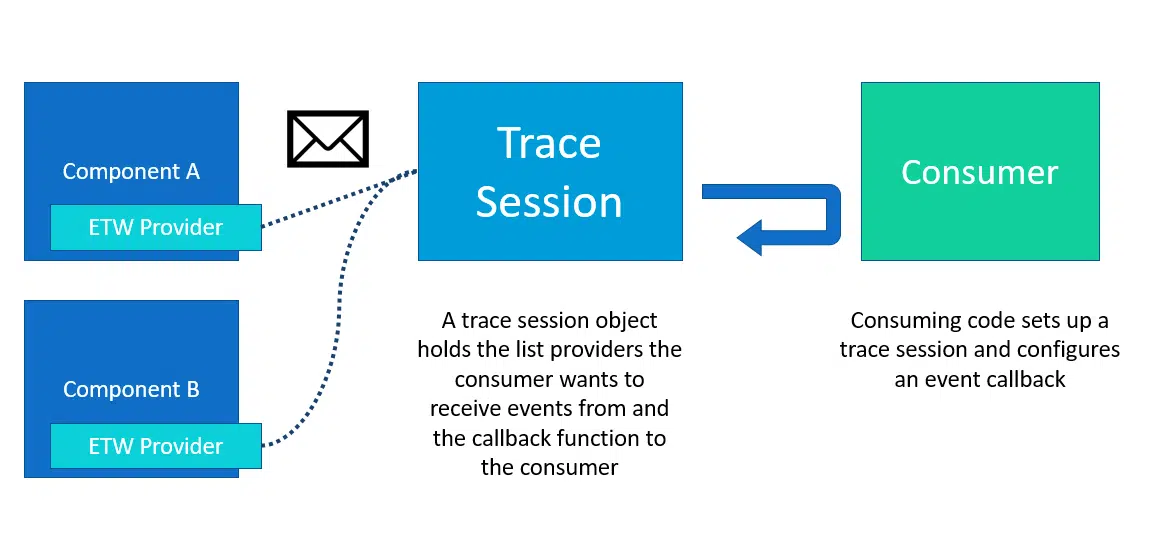 Component A
ETW Provider
Component B
ETW Provider
Trace
Session
A trace session object
holds the list providers the
consumer wants to
receive events from and
the callback function to
the consumer
Consumer
Consuming code sets up a
trace session and configures
an event callback